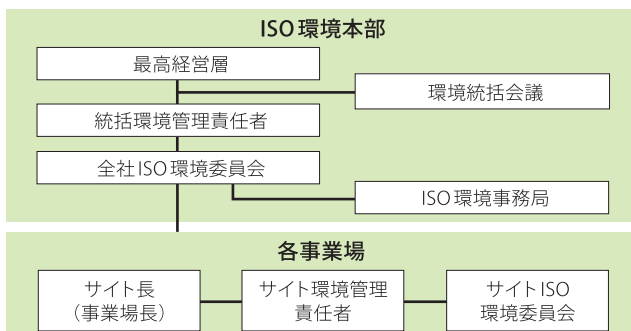 ISO環境本部
最高経営層
環境統括会議
統括環境管理責任者
全社ISO環境委員会
ISO環境事務局
各事業場
サイト長
（事業場長）
サイト環境管理
責任者
サイトISO
環境委員会